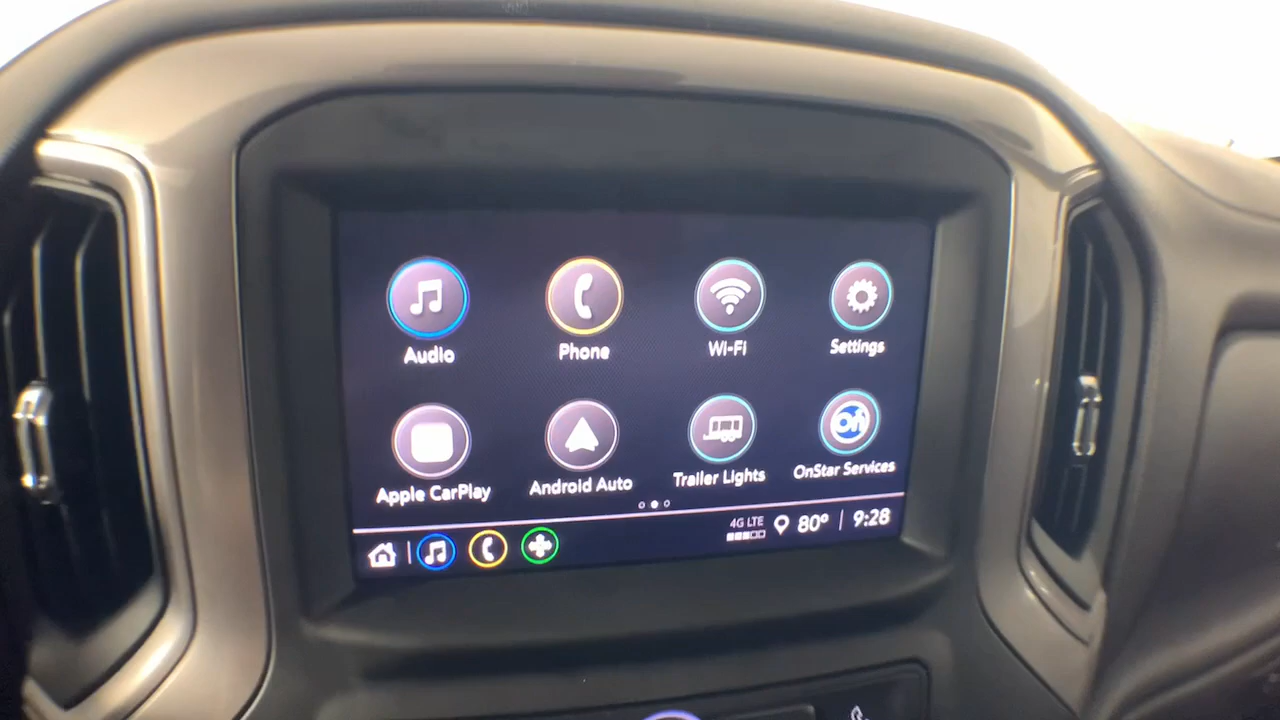 Audio Phone Wi-Fi Settings
Apple CarPlay Android Auto Trailer Lights OnStar Services
4G LTE 80° 9:28